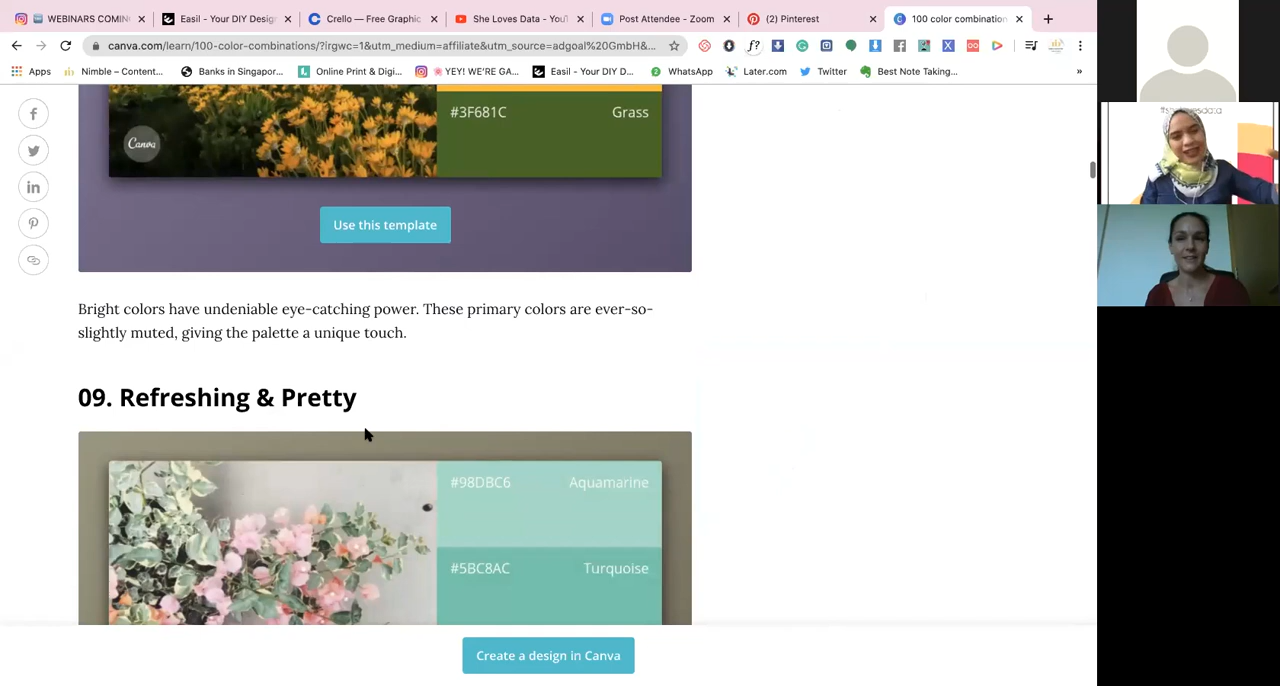 WEBINARS COMIN
Easil - Your DIY Desig
Crello — Free Graphic
She Loves Data - YouT
Post Attendee - Zoom
(2) Pinterest
100 color combination
canva.com/learn/100-color-combinations/?irgwc=1&utm_medium=affiliate&utm_source=adgoal%20GmbH&...
Apps
Nimble – Content...
Banks in Singapor...
Online Print & Digi...
YEY! WE'RE GA...
Easil - Your DIY D...
WhatsApp
Later.com
Twitter
Best Note Taking...
»
#3F681C Grass
Canva
Use this template
Bright colors have undeniable eye-catching power. These primary colors are ever-so-
slightly muted, giving the palette a unique touch.
09. Refreshing & Pretty
#98DBC6 Aquamarine
#5BC8AC Turquoise
Create a design in Canva